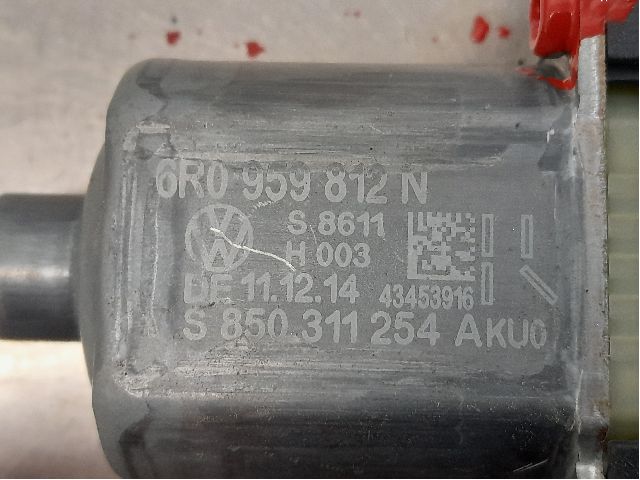 6R0 959 812 N
S 8611
H 003
DE 11.12.14 43453916
S 850.311 254 AKU0